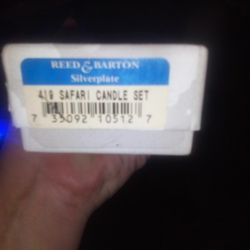 REED & BARTON
Silverplate
419 SAFARI CANDLE SET
7 35092 10512 7